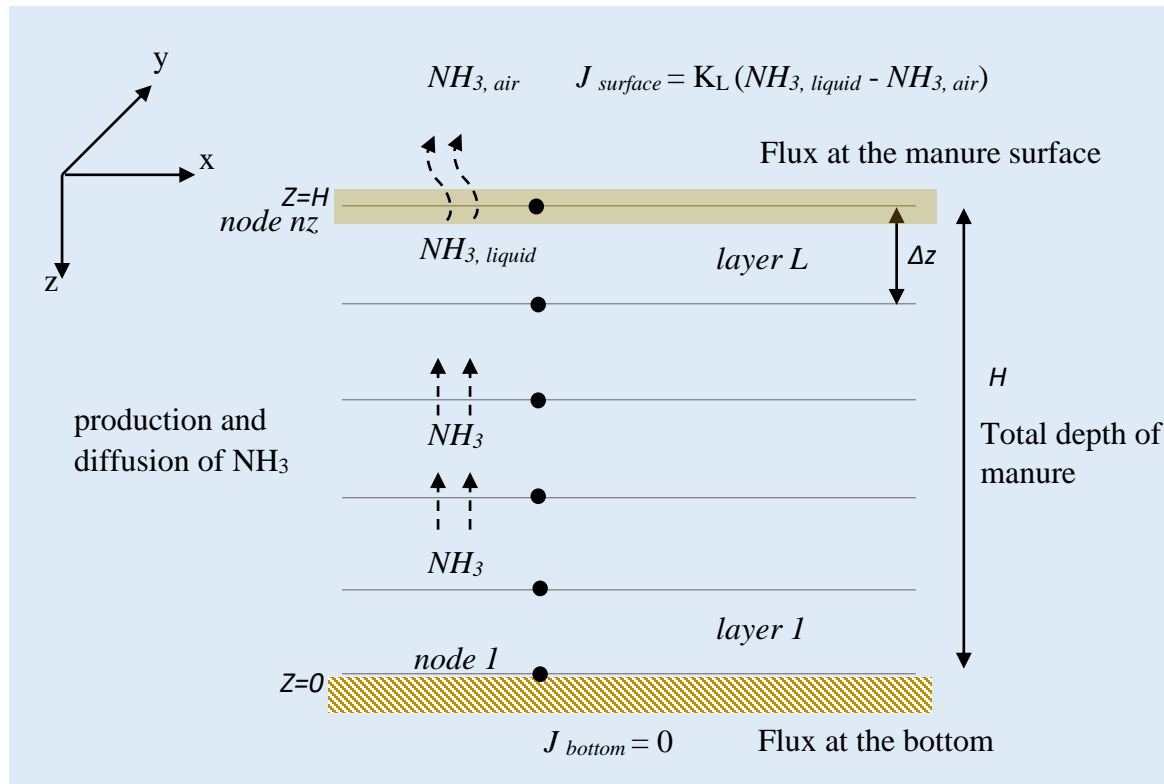 y
x
z
NH3, air J surface = KL (NH3, liquid - NH3, air)
Flux at the manure surface
Z=H
node nz
NH3, liquid
layer L
Δz
H
production and
diffusion of NH3
NH3
Total depth of
manure
NH3
layer 1
node 1
Z=0
J bottom = 0 Flux at the bottom